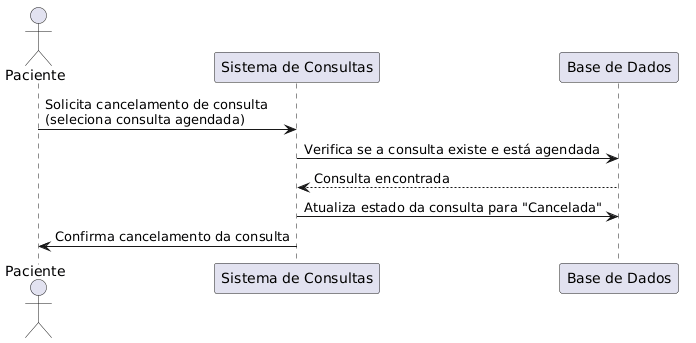 Paciente
Sistema de Consultas
Base de Dados
Solicita cancelamento de consulta
(seleciona consulta agendada)
Verifica se a consulta existe e está agendada
Consulta encontrada
Atualiza estado da consulta para "Cancelada"
Confirma cancelamento da consulta
Paciente
Sistema de Consultas
Base de Dados